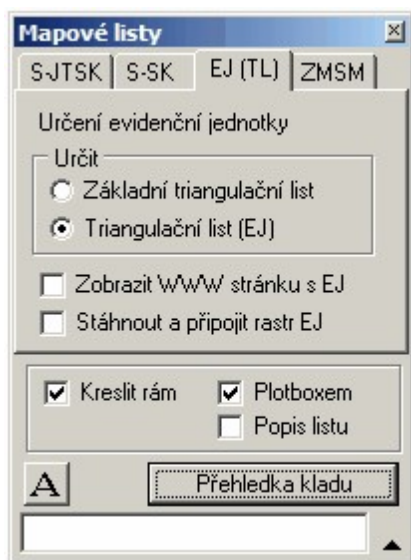 Mapové listy
S-JTSK S-SK EJ (TL) ZMSM
Určení evidenční jednotky
Určit
Základní triangulační list
Triangulační list (EJ)
Zobrazit WWW stránku s EJ
Stáhnout a připojit rastr EJ
Kreslit rám Plotboxem
Popis listu
A Přehledka kladu